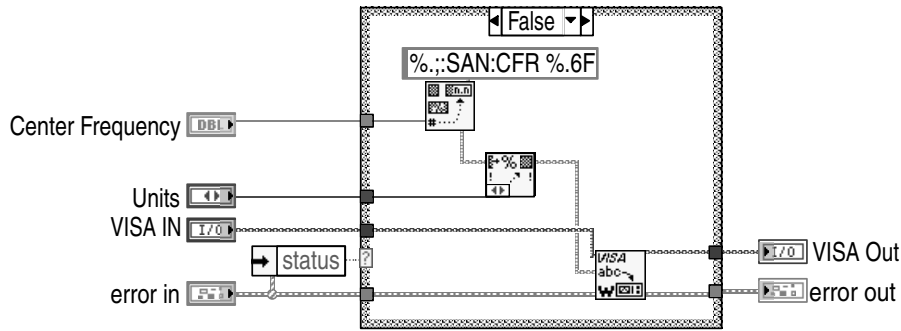 False
%.;:SAN:CFR %.6F
n.n
%
#
Center Frequency DBL
%
! !
Units
VISA IN I/O
status ?
VISA
abc
W
I/O VISA Out
error in
error out